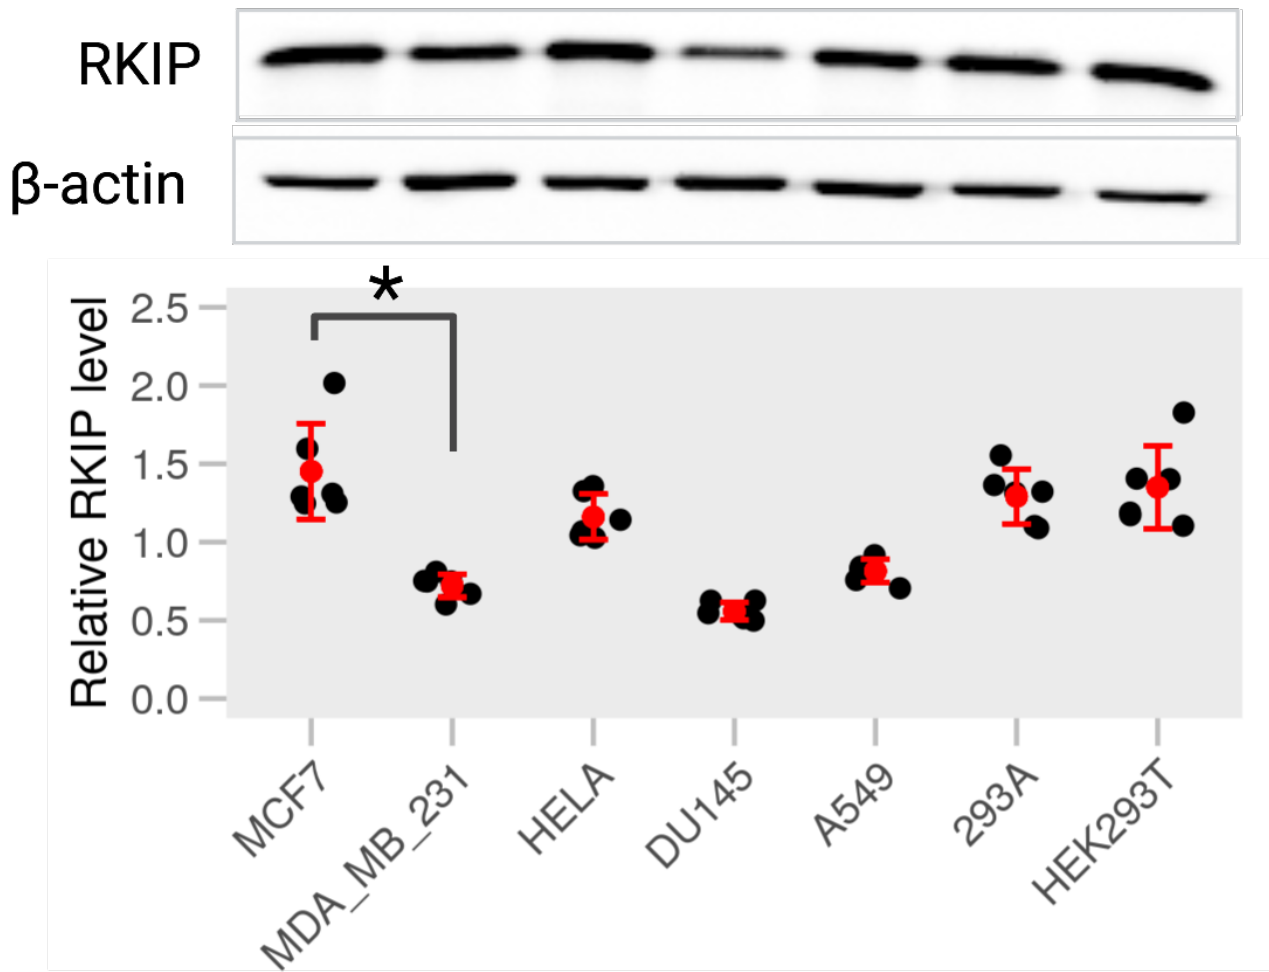 RKIP
β-actin
*
Relative RKIP level
2.5
2.0
1.5
1.0
0.5
0.0
MCF7
MDA_MB_231
HELA
DU145
A549
293A
HEK293T